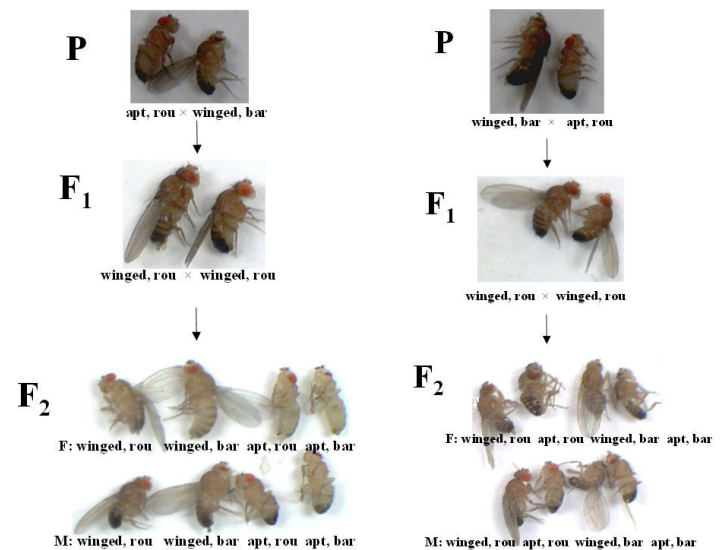 P
apt, rou × winged, bar
F1
winged, rou × winged, rou
F2
F: winged, rou winged, bar apt, rou apt, bar
M: winged, rou winged, bar apt, rou apt, bar
P
winged, bar × apt, rou
F1
winged, rou × winged, rou
F2
F: winged, rou apt, rou winged, bar apt, bar
M: winged, rou apt, rou winged, bar apt, bar